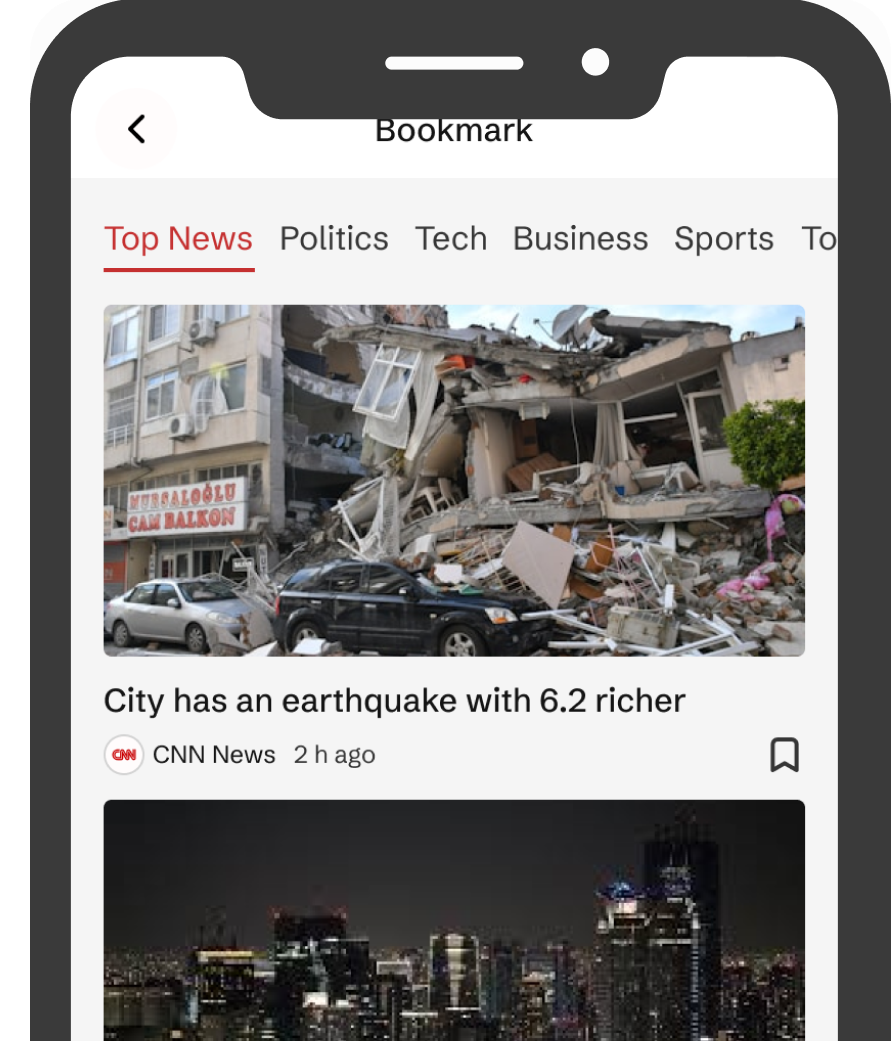 Bookmark
Top News Politics Tech Business Sports To
NURSALOĞLU
CAM BALKON
City has an earthquake with 6.2 richer
CNN CNN News 2 h ago